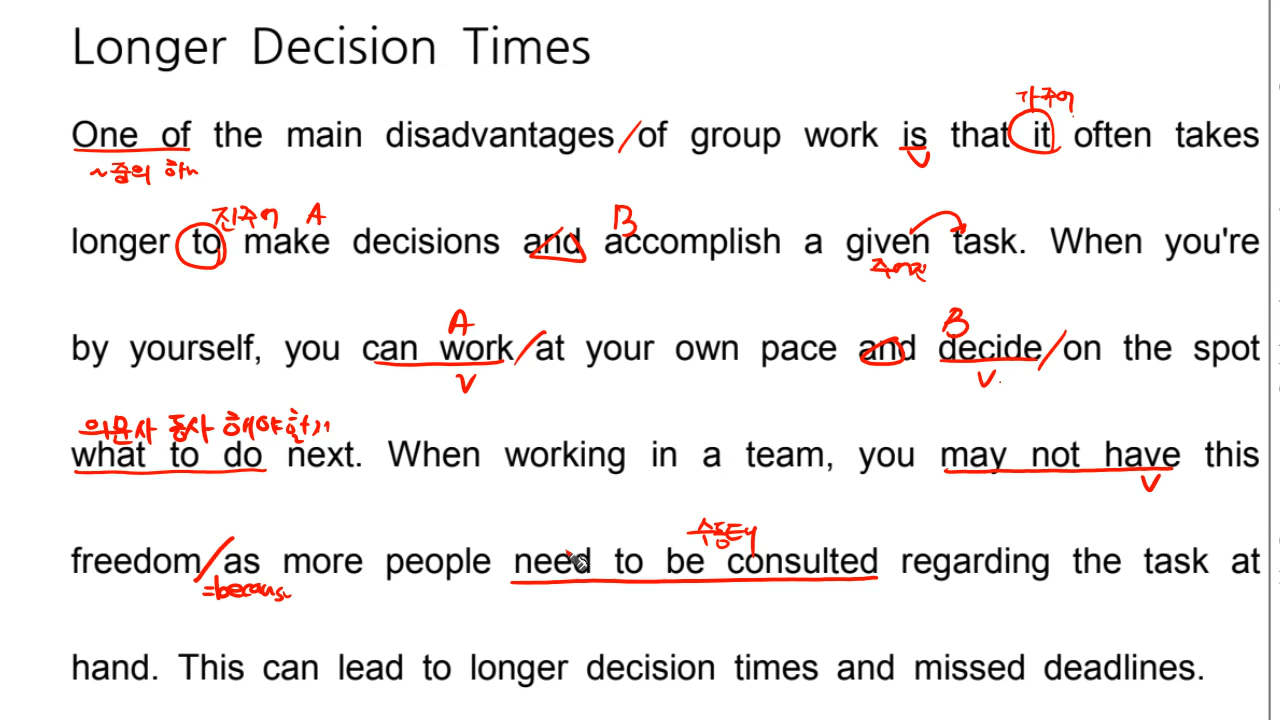 Longer Decision Times
가주어
One of the main disadvantages/of group work is that it often takes
V
~중의 하나
진주어 A B
longer to make decisions and accomplish a given task. When you're
주어진
A B
by yourself, you can work/at your own pace and decide/on the spot
V V
의문사 동사 해야할지
what to do next. When working in a team, you may not have this
V
수동태
freedom/as more people need to be consulted regarding the task at
=because
hand. This can lead to longer decision times and missed deadlines.